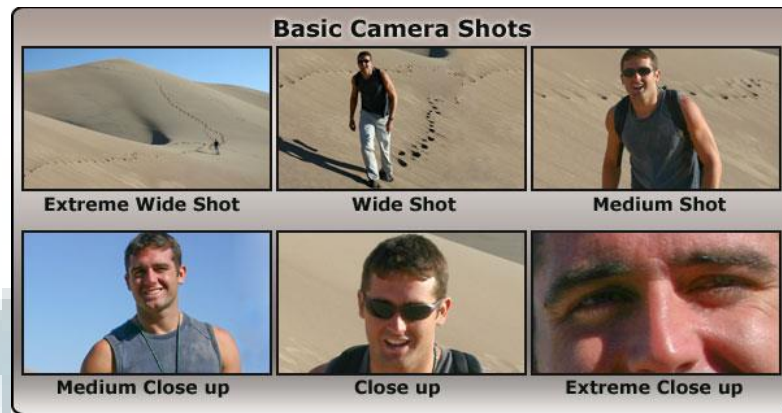 Basic Camera Shots
Extreme Wide Shot
Wide Shot
Medium Shot
Medium Close up
Close up
Extreme Close up